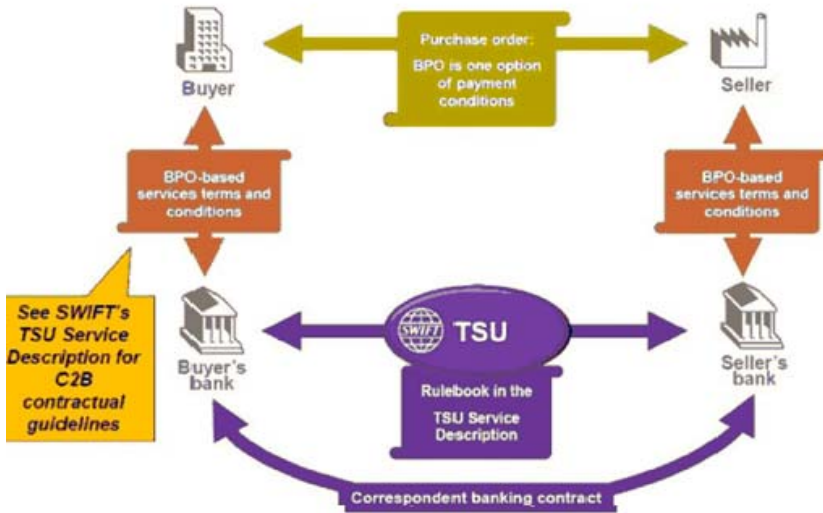 Purchase order:
BPO is one option
of payment
conditions
Buyer
Seller
BPO-based
services terms and
conditions
BPO-based
services terms and
conditions
See SWIFT's
TSU Service
Description for
C2B
contractual
guidelines
SWIFT TSU
Buyer's
bank
Seller's
bank
Rulebook in the
TSU Service
Description
Correspondent banking contract